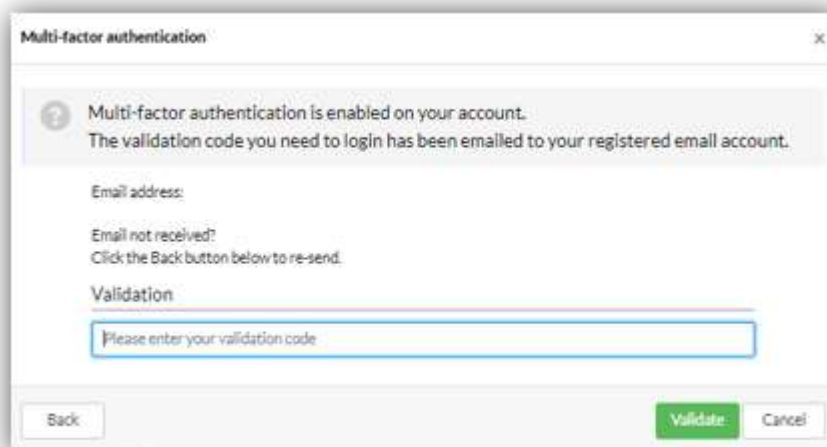 Multi-factor authentication
x
?
Multi-factor authentication is enabled on your account.
The validation code you need to login has been emailed to your registered email account.
Email address:
Email not received?
Click the Back button below to re-send.
Validation
Please enter your validation code
Back
Validate
Cancel